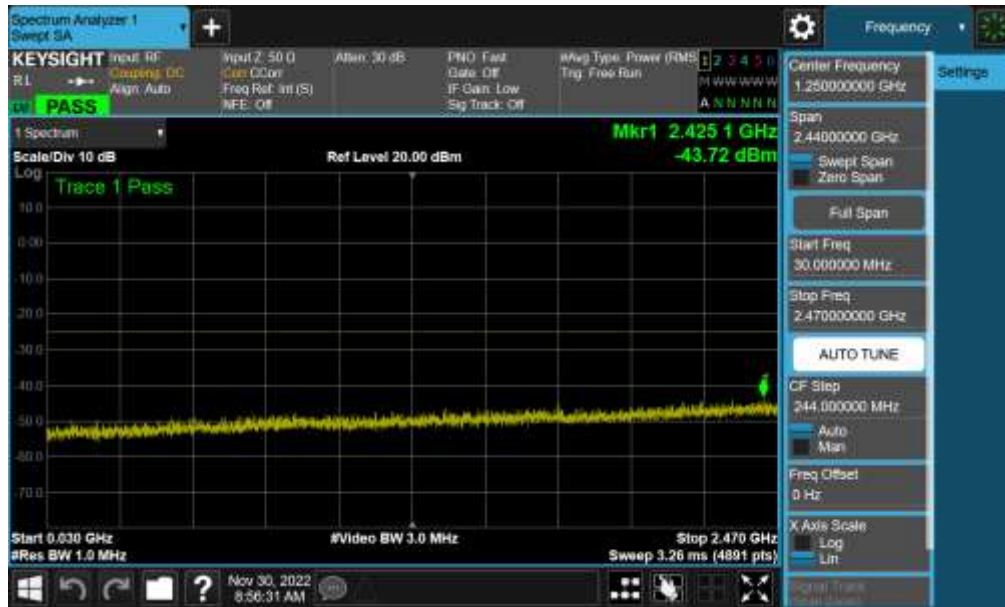 Spectrum Analyzer 1
Swept SA
Frequency
KEYSIGHT
Input: RF
Coupling: DC
Align: Auto
Input Z: 50 Ω
Corr CCorr
Freq Ref: Int (S)
NFE: Off
Atten: 30 dB
PNO: Fast
Gate: Off
IF Gain: Low
Sig Track: Off
#Avg Type: Power (RMS
Trig: Free Run
1 2 3 4 5 6
M W W W W W
A N N N N N
PASS
1 Spectrum
Scale/Div 10 dB
Ref Level 20.00 dBm
Mkr1 2.425 1 GHz
-43.72 dBm
Log
Trace 1 Pass
10.0
0.00
-10.0
-20.0
-30.0
-40.0
-50.0
-60.0
-70.0
Start 0.030 GHz
#Res BW 1.0 MHz
#Video BW 3.0 MHz
Stop 2.470 GHz
Sweep 3.26 ms (4891 pts)
Nov 30, 2022
8:56:31 AM
Center Frequency
1.250000000 GHz
Settings
Span
2.44000000 GHz
Swept Span
Zero Span
Full Span
Start Freq
30.000000 MHz
Stop Freq
2.470000000 GHz
AUTO TUNE
CF Step
244.000000 MHz
Auto
Man
Freq Offset
0 Hz
X Axis Scale
Log
Lin
Signal Track